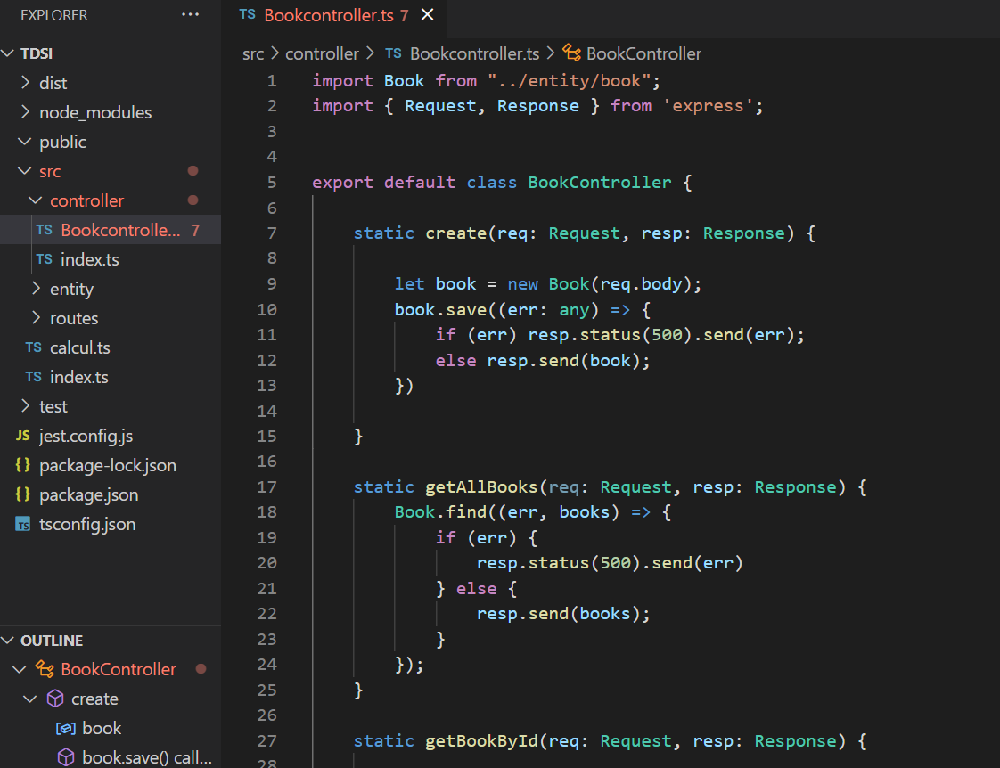 EXPLORER
TDSI
dist
node_modules
public
src
controller
TS Bookcontrolle... 7
TS index.ts
entity
routes
TS calcul.ts
TS index.ts
test
JS jest.config.js
{} package-lock.json
{} package.json
TS tsconfig.json
OUTLINE
BookController
create
book
book.save() call...
TS Bookcontroller.ts 7
src > controller > TS Bookcontroller.ts > BookController
1 import Book from "../entity/book";
2 import { Request, Response } from 'express';
3
4
5 export default class BookController {
6
7 static create(req: Request, resp: Response) {
8
9 let book = new Book(req.body);
10 book.save((err: any) => {
11 if (err) resp.status(500).send(err);
12 else resp.send(book);
13 })
14
15 }
16
17 static getAllBooks(req: Request, resp: Response) {
18 Book.find((err, books) => {
19 if (err) {
20 resp.status(500).send(err)
21 } else {
22 resp.send(books);
23 }
24 });
25 }
26
27 static getBookById(req: Request, resp: Response) {
28